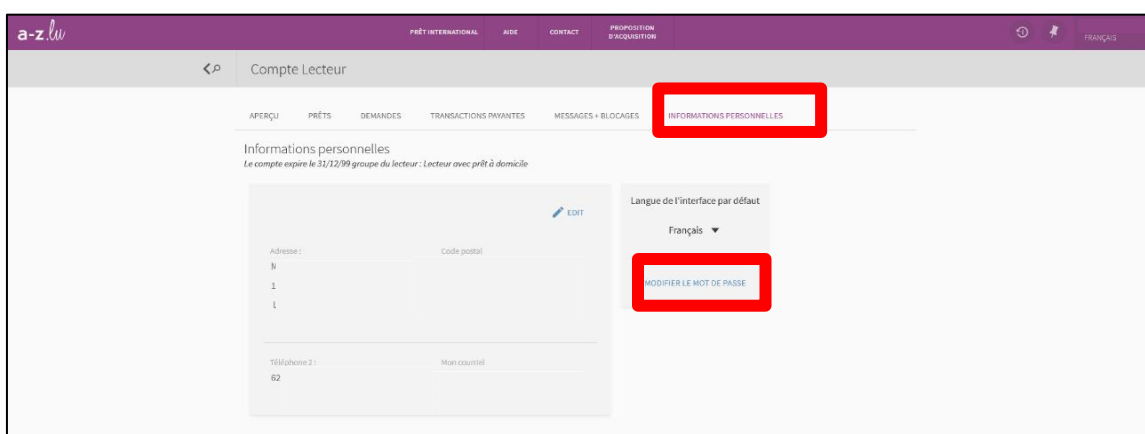 a-z.lu
PRÊT INTERNATIONAL AIDE CONTACT PROPOSITION
D'ACQUISITION
FRANÇAIS
Compte Lecteur
APERÇU PRÊTS DEMANDES TRANSACTIONS PAYANTES MESSAGES + BLOCAGES INFORMATIONS PERSONNELLES
Informations personnelles
Le compte expire le 31/12/99 groupe du lecteur : Lecteur avec prêt à domicile
EDIT
Adresse : Code postal
N
1
L
Téléphone 2 : Mon courriel
62
Langue de l'interface par défaut
Français
MODIFIER LE MOT DE PASSE